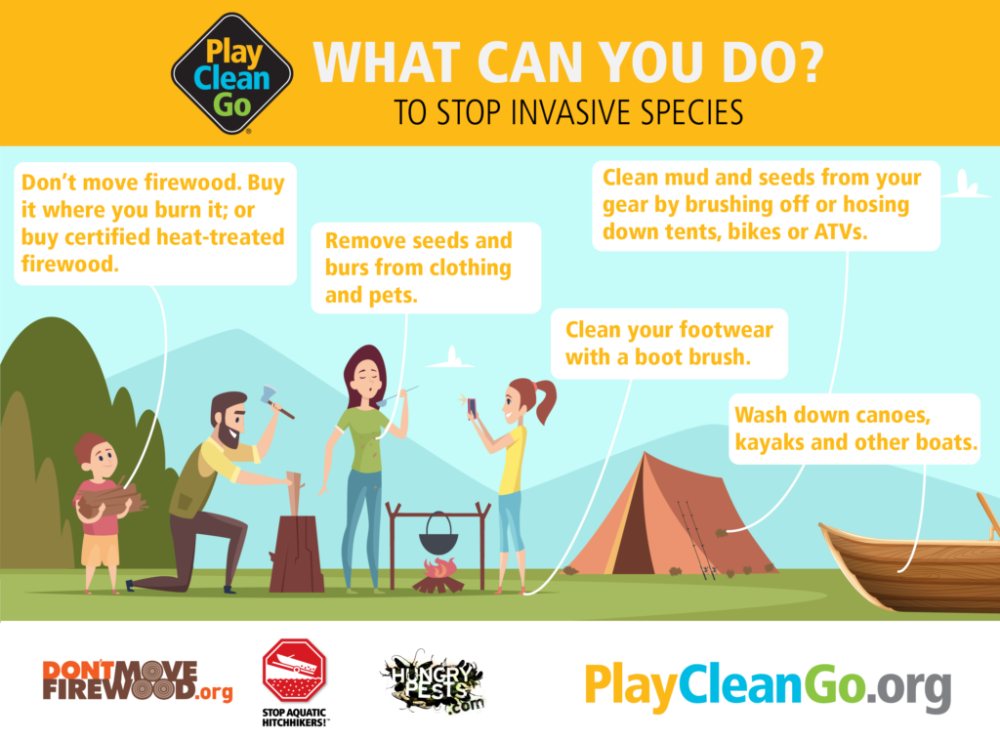 Play
Clean
Go®
WHAT CAN YOU DO?
TO STOP INVASIVE SPECIES
Don’t move firewood. Buy
it where you burn it; or
buy certified heat-treated
firewood.
Remove seeds and
burs from clothing
and pets.
Clean mud and seeds from your
gear by brushing off or hosing
down tents, bikes or ATVs.
Clean your footwear
with a boot brush.
Wash down canoes,
kayaks and other boats.
DON'T MOVE
FIREWOOD.org
STOP AQUATIC
HITCHHIKERS!™
HUNGRY
PESTS
.com
PlayCleanGo.org